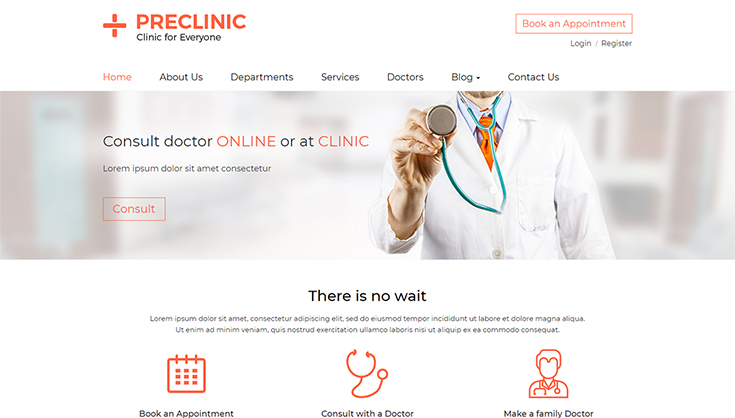 PRECLINIC
Clinic for Everyone
Book an Appointment
Login / Register
Home About Us Departments Services Doctors Blog Contact Us
Consult doctor ONLINE or at CLINIC
Lorem ipsum dolor sit amet consectetur
Consult
There is no wait
Lorem ipsum dolor sit amet, consectetur adipiscing elit, sed do eiusmod tempor incididunt ut labore et dolore magna aliqua.
Ut enim ad minim veniam, quis nostrud exercitation ullamco laboris nisi ut aliquip ex ea commodo consequat.
Book an Appointment Consult with a Doctor Make a family Doctor